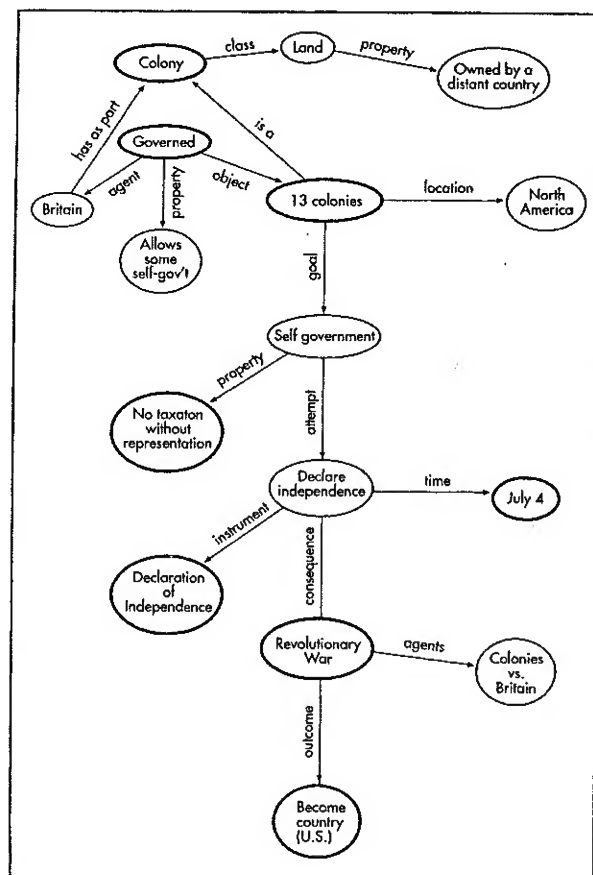 Colony
class
Land
property
Owned by a
distant country
has as part
is a
Governed
agent
property
object
Britain
13 colonies
location
North
America
Allows
some
self-gov't
goal
Self government
property
No taxaton
without
representation
attempt
Declare
independence
time
July 4
instrument
Declaration
of
Independence
consequence
Revolutionary
War
agents
Colonies
vs.
Britain
outcome
Become
country
(U.S.)